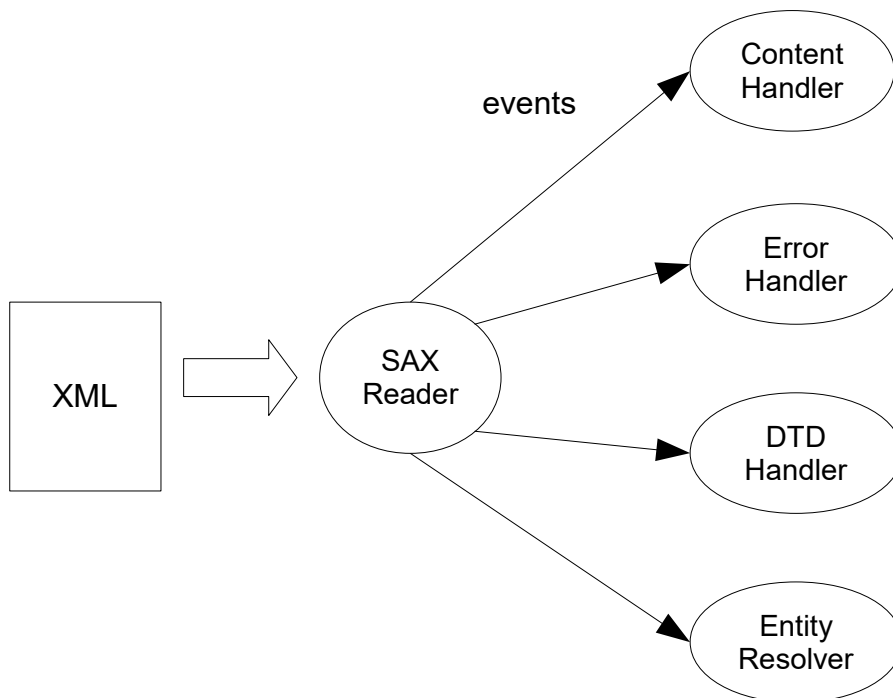 Content
Handler
events
Error
Handler
SAX
Reader
XML
DTD
Handler
Entity
Resolver